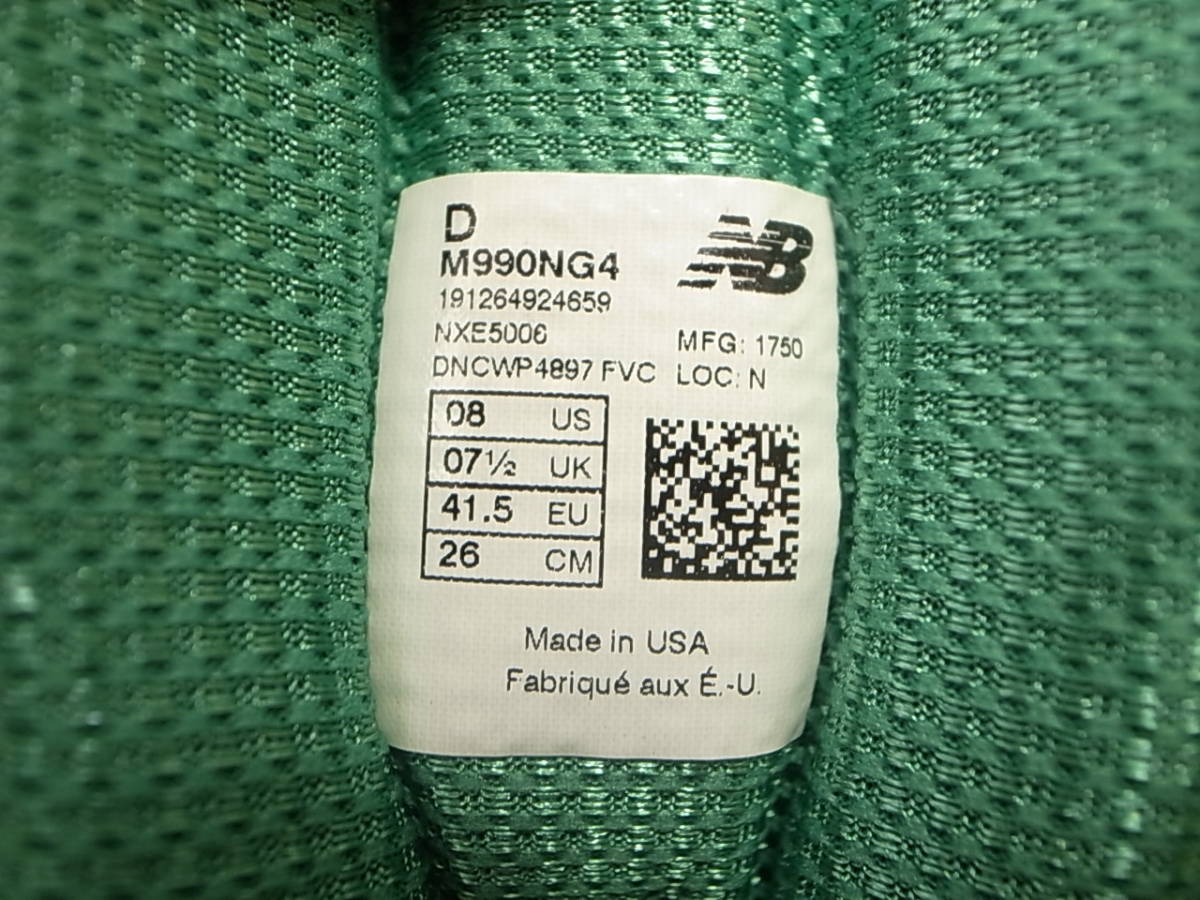 D
M990NG4
NB
191264924659
NXE5006
MFG: 1750
DNCWP4897 FVC
LOC: N
08 US
07½ UK
41.5 EU
26 CM
Made in USA
Fabriqué aux É.-U.